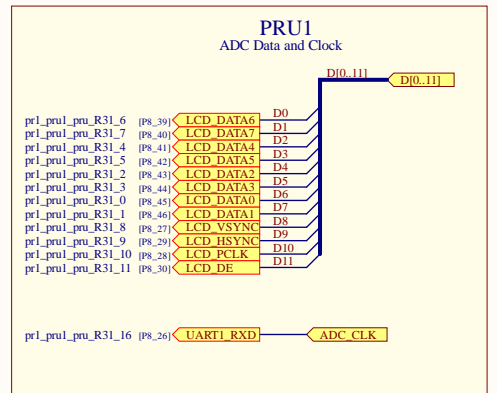 PRU1
ADC Data and Clock
D[0..11] D[0..11]
pr1_pru1_pru_R31_6 [P8_39] LCD_DATA6 D0
pr1_pru1_pru_R31_7 [P8_40] LCD_DATA7 D1
pr1_pru1_pru_R31_4 [P8_41] LCD_DATA4 D2
pr1_pru1_pru_R31_5 [P8_42] LCD_DATA5 D3
pr1_pru1_pru_R31_2 [P8_43] LCD_DATA2 D4
pr1_pru1_pru_R31_3 [P8_44] LCD_DATA3 D5
pr1_pru1_pru_R31_0 [P8_45] LCD_DATA0 D6
pr1_pru1_pru_R31_1 [P8_46] LCD_DATA1 D7
pr1_pru1_pru_R31_8 [P8_27] LCD_VSYNC D8
pr1_pru1_pru_R31_9 [P8_29] LCD_HSYNC D9
pr1_pru1_pru_R31_10 [P8_28] LCD_PCLK D10
pr1_pru1_pru_R31_11 [P8_30] LCD_DE D11
pr1_pru1_pru_R31_16 [P8_26] UART1_RXD ADC_CLK